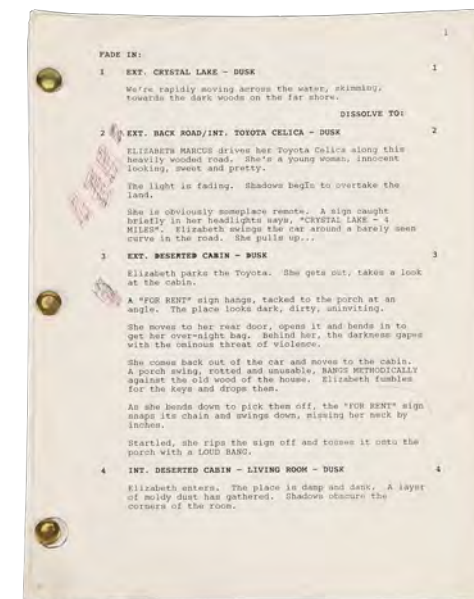 1
FADE IN:
1 EXT. CRYSTAL LAKE - DUSK 1
We're rapidly moving across the water, skimming,
towards the dark woods on the far shore.
DISSOLVE TO:
2 EXT. BACK ROAD/INT. TOYOTA CELICA - DUSK 2
ELIZABETH MARCUS drives her Toyota Celica along this
heavily wooded road. She's a young woman, innocent
looking, sweet and pretty.
The light is fading. Shadows begin to overtake the
land.
She is obviously someplace remote. A sign caught
briefly in her headlights says, "CRYSTAL LAKE - 4
MILES". Elizabeth swings the car around a barely seen
curve in the road. She pulls up...
3 EXT. DESERTED CABIN - DUSK 3
Elizabeth parks the Toyota. She gets out, takes a look
at the cabin.
A "FOR RENT" sign hangs, tacked to the porch at an
angle. The place looks dark, dirty, uninviting.
She moves to her rear door, opens it and bends in to
get her over-night bag. Behind her, the darkness gapes
with the ominous threat of violence.
She comes back out of the car and moves to the cabin.
A porch swing, rotted and unusable, BANGS METHODICALLY
against the old wood of the house. Elizabeth fumbles
for the keys and drops them.
As she bends down to pick them off, the "FOR RENT" sign
snaps its chain and swings down, missing her neck by
inches.
Startled, she rips the sign off and tosses it onto the
porch with a LOUD BANG.
4 INT. DESERTED CABIN - LIVING ROOM - DUSK 4
Elizabeth enters. The place is damp and dank. A layer
of moldy dust has gathered. Shadows obscure the
corners of the room.